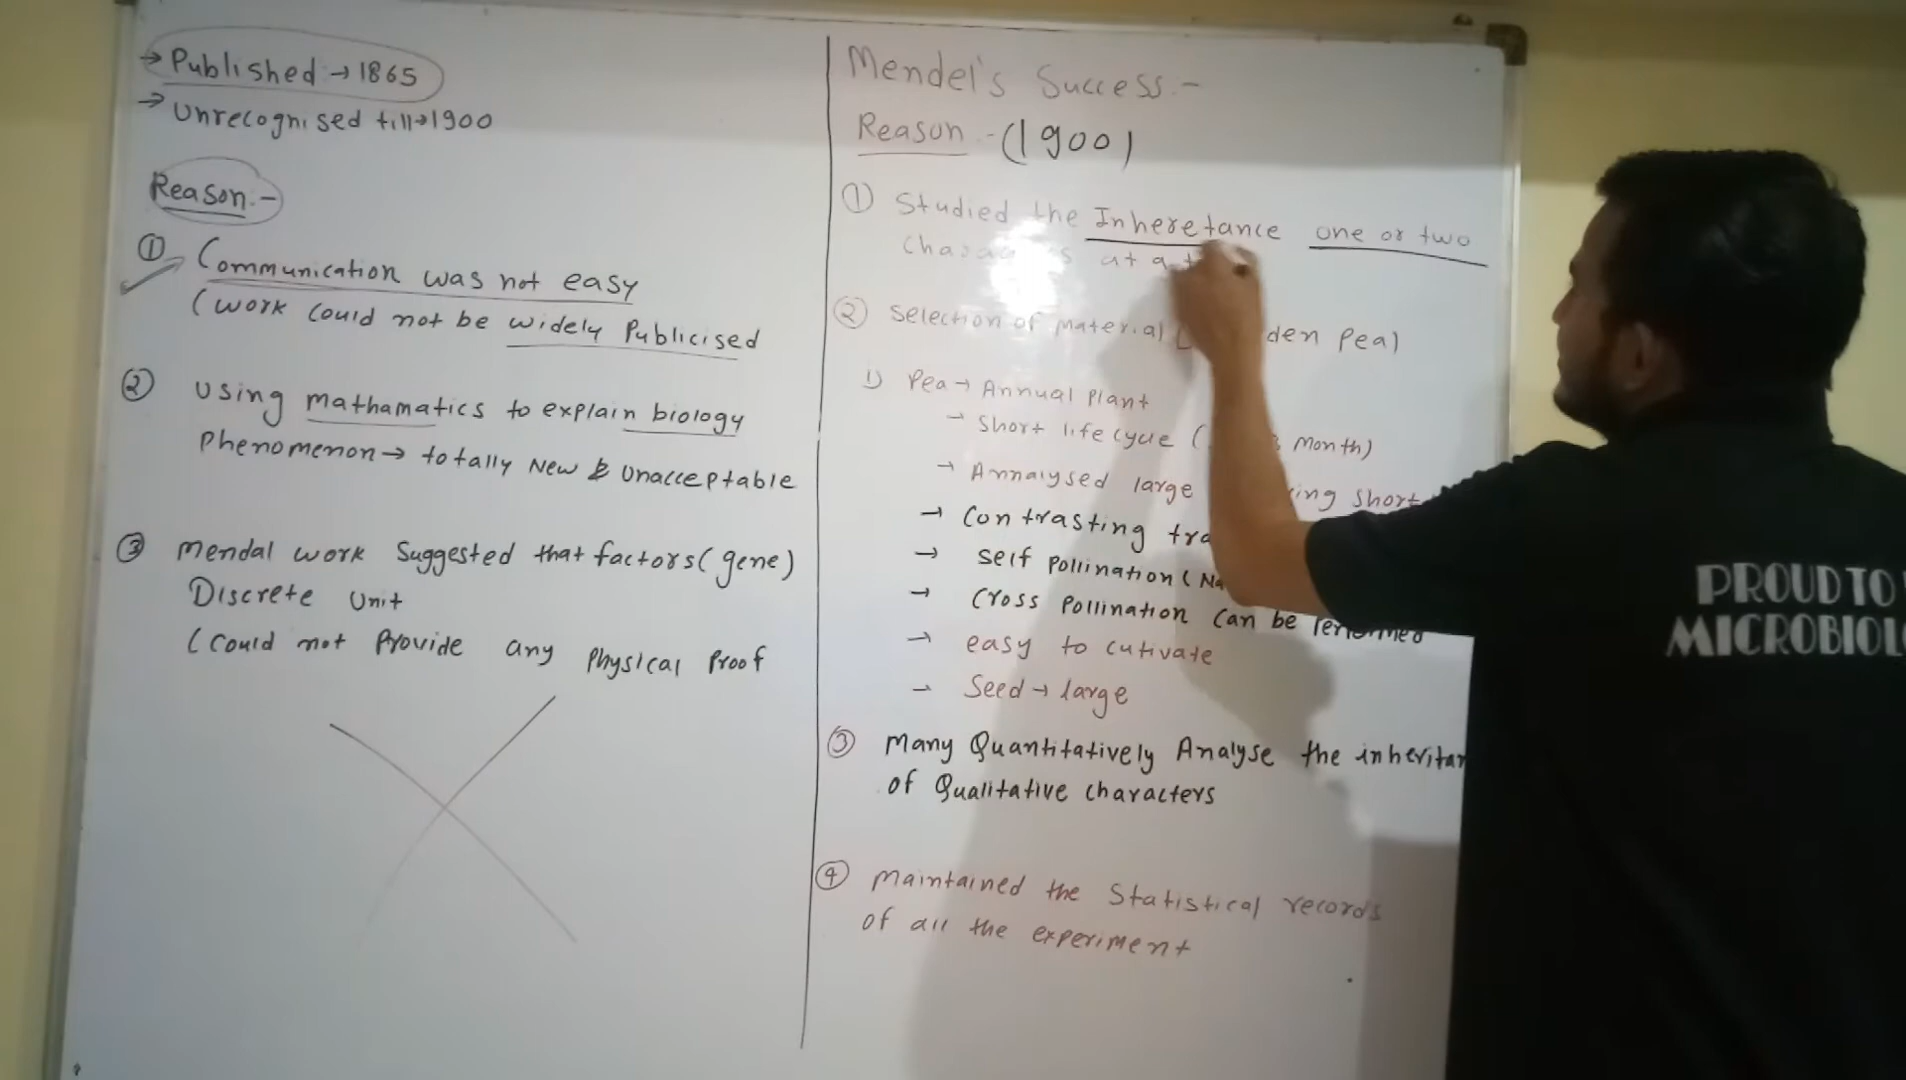 → Published → 1865
→ Unrecognised till → 1900
Reason:-
① Communication was not easy
(work could not be widely Publicised
② using mathamatics to explain biology
Phenomenon → totally New & Unacceptable
③ mendal work suggested that factors (gene)
Discrete Unit
(Could not Provide any Physical Proof
Mendel's Success:-
Reason - (1900)
① Studied the Inheretance one or two
at a
② Selection of material den Pea)
1) Pea → Annual Plant
→ Short life cycle ( Month)
→ Annalysed large short
→ Contrasting
→ Self Pollination (
→ Cross Pollination Can be Performed
→ easy to cutivate
→ Seed → large
③ Many Quantitatively Analyse the
of Qualitative characters
④ Maintained the Statistical records
of all the experiment
PROUD TO